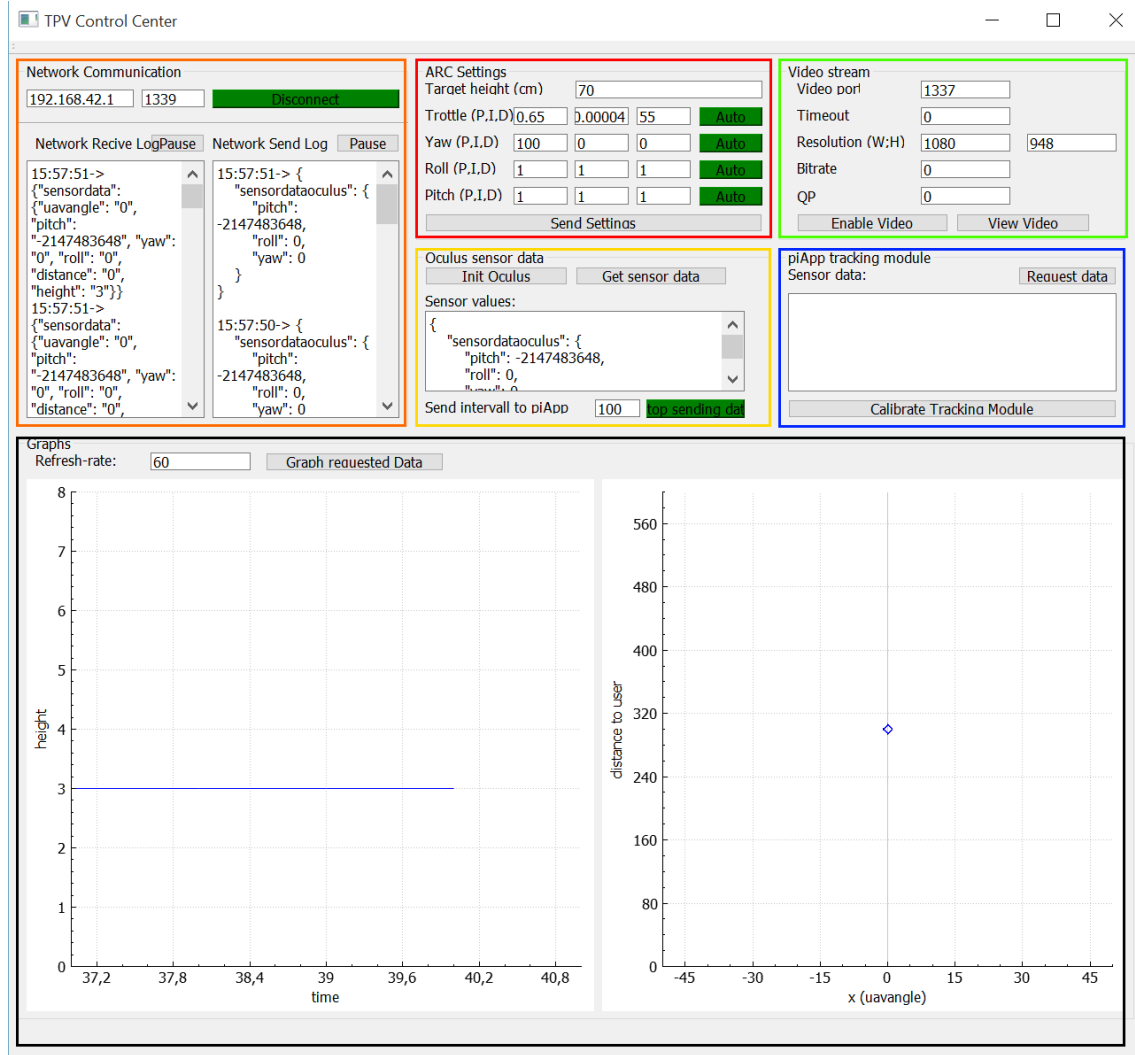 TPV Control Center
Network Communication
192.168.42.1 1339 Disconnect
Network Recive Log Pause Network Send Log Pause
15:57:51->
{"sensordata":
{"uavangle": "0",
"pitch":
"-2147483648", "yaw":
"0", "roll": "0",
"distance": "0",
"height": "3"}}
15:57:51->
{"sensordata":
{"uavangle": "0",
"pitch":
"-2147483648", "yaw":
"0", "roll": "0",
"distance": "0",
15:57:51-> {
"sensordataoculus": {
"pitch":
-2147483648,
"roll": 0,
"yaw": 0
}
}
15:57:50-> {
"sensordataoculus": {
"pitch":
-2147483648,
"roll": 0,
"yaw": 0
ARC Settings
Target height (cm) 70
Trottle (P,I,D) 0.65 0.00004 55 Auto
Yaw (P,I,D) 100 0 0 Auto
Roll (P,I,D) 1 1 1 Auto
Pitch (P,I,D) 1 1 1 Auto
Send Settings
Video stream
Video port 1337
Timeout 0
Resolution (W;H) 1080 948
Bitrate 0
QP 0
Enable Video View Video
Oculus sensor data
Init Oculus Get sensor data
Sensor values:
{
"sensordataoculus": {
"pitch": -2147483648,
"roll": 0,
"yaw": 0
Send intervall to piApp 100 top sending dat
piApp tracking module
Sensor data: Request data
Calibrate Tracking Module
Graphs
Refresh-rate: 60 Graph requested Data
8
7
6
5
4
3
2
1
0
height
37,2 37,8 38,4 39 39,6 40,2 40,8
time
560
480
400
320
240
160
80
0
distance to user
-45 -30 -15 0 15 30 45
x (uavangle)